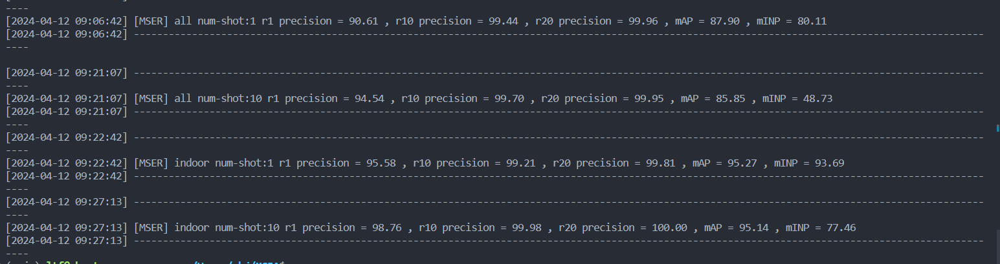 ----
[2024-04-12 09:06:42] [MSER] all num-shot:1 r1 precision = 90.61 , r10 precision = 99.44 , r20 precision = 99.96 , mAP = 87.90 , mINP = 80.11
[2024-04-12 09:06:42] --------------------------------------------------------------------------------------------------------------------------------------------------
----
[2024-04-12 09:21:07] --------------------------------------------------------------------------------------------------------------------------------------------------
----
[2024-04-12 09:21:07] [MSER] all num-shot:10 r1 precision = 94.54 , r10 precision = 99.70 , r20 precision = 99.95 , mAP = 85.85 , mINP = 48.73
[2024-04-12 09:21:07] --------------------------------------------------------------------------------------------------------------------------------------------------
----
[2024-04-12 09:22:42] --------------------------------------------------------------------------------------------------------------------------------------------------
----
[2024-04-12 09:22:42] [MSER] indoor num-shot:1 r1 precision = 95.58 , r10 precision = 99.21 , r20 precision = 99.81 , mAP = 95.27 , mINP = 93.69
[2024-04-12 09:22:42] --------------------------------------------------------------------------------------------------------------------------------------------------
----
[2024-04-12 09:27:13] --------------------------------------------------------------------------------------------------------------------------------------------------
----
[2024-04-12 09:27:13] [MSER] indoor num-shot:10 r1 precision = 98.76 , r10 precision = 99.98 , r20 precision = 100.00 , mAP = 95.14 , mINP = 77.46
[2024-04-12 09:27:13] --------------------------------------------------------------------------------------------------------------------------------------------------
----